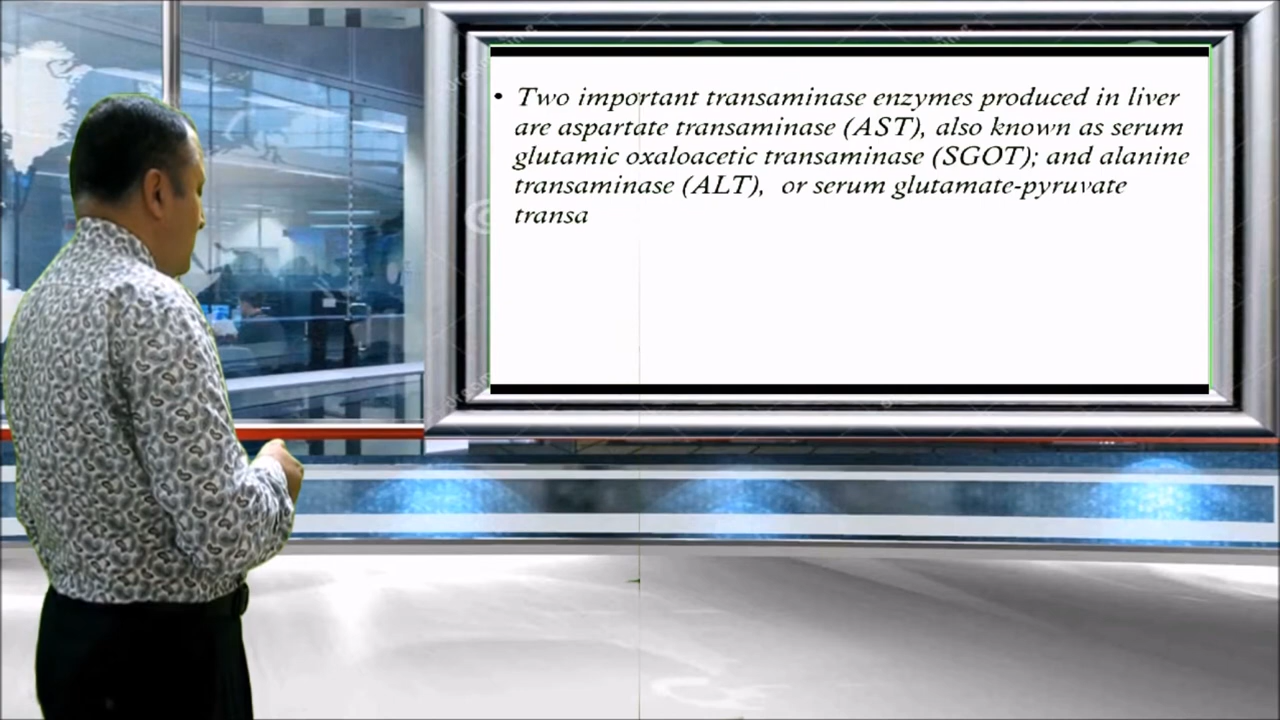 • Two important transaminase enzymes produced in liver
are aspartate transaminase (AST), also known as serum
glutamic oxaloacetic transaminase (SGOT); and alanine
transaminase (ALT), or serum glutamate-pyruvate
transa